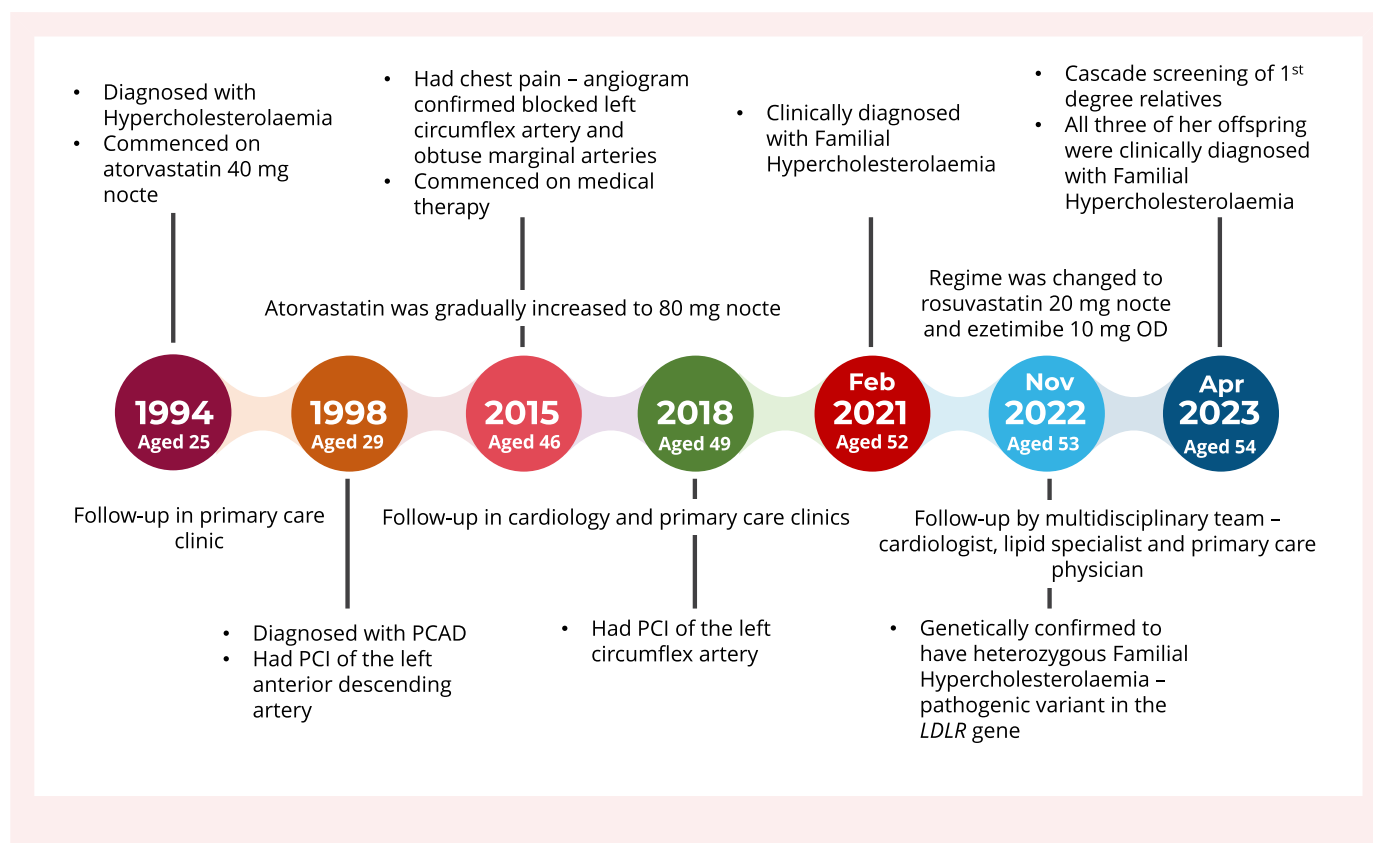 • Diagnosed with
Hypercholesterolaemia
• Commenced on
atorvastatin 40 mg
nocte
• Had chest pain – angiogram
confirmed blocked left
circumflex artery and
obtuse marginal arteries
• Commenced on medical
therapy
• Clinically diagnosed
with Familial
Hypercholesterolaemia
• Cascade screening of 1st
degree relatives
• All three of her offspring
were clinically diagnosed
with Familial
Hypercholesterolaemia
Atorvastatin was gradually increased to 80 mg nocte
Regime was changed to
rosuvastatin 20 mg nocte
and ezetimibe 10 mg OD
1994
Aged 25
1998
Aged 29
2015
Aged 46
2018
Aged 49
Feb
2021
Aged 52
Nov
2022
Aged 53
Apr
2023
Aged 54
Follow-up in primary care
clinic
Follow-up in cardiology and primary care clinics
Follow-up by multidisciplinary team –
cardiologist, lipid specialist and primary care
physician
• Diagnosed with PCAD
• Had PCI of the left
anterior descending
artery
• Had PCI of the left
circumflex artery
• Genetically confirmed to
have heterozygous Familial
Hypercholesterolaemia –
pathogenic variant in the
LDLR gene